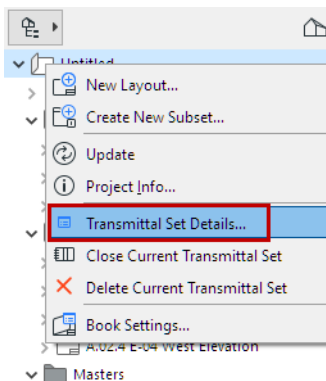 Untitled
New Layout...
Create New Subset...
Update
Project Info...
Transmittal Set Details...
Close Current Transmittal Set
Delete Current Transmittal Set
Book Settings...
A.02.4 E-04 West Elevation
Masters